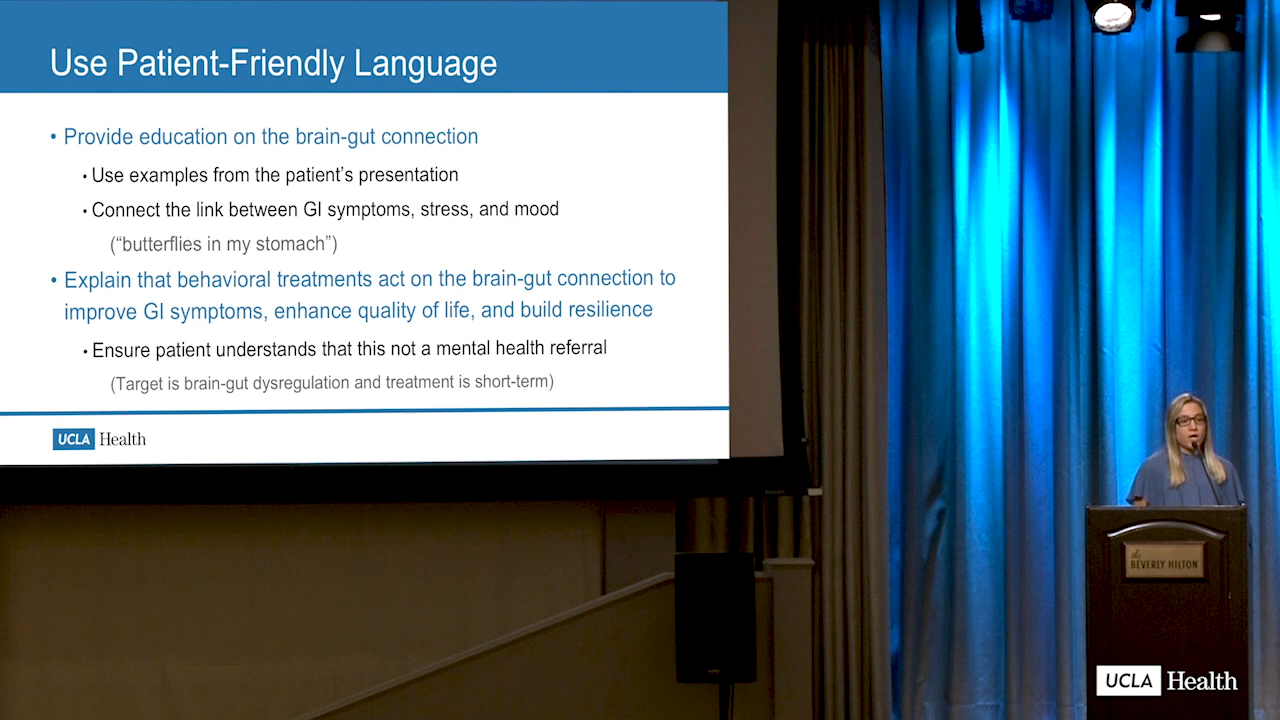 Use Patient-Friendly Language
• Provide education on the brain-gut connection
• Use examples from the patient's presentation
• Connect the link between GI symptoms, stress, and mood
(“butterflies in my stomach”)
• Explain that behavioral treatments act on the brain-gut connection to
improve GI symptoms, enhance quality of life, and build resilience
• Ensure patient understands that this not a mental health referral
(Target is brain-gut dysregulation and treatment is short-term)
UCLA Health
the
BEVERLY HILTON
UCLA Health